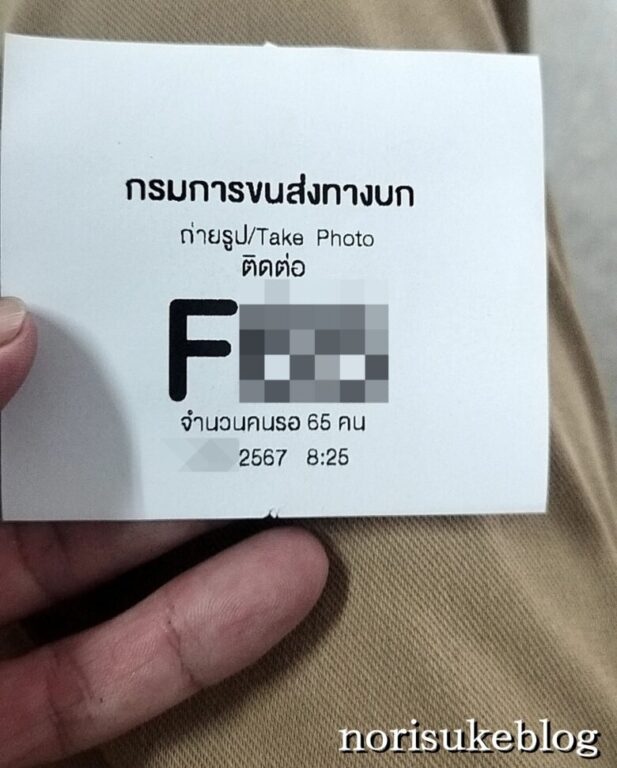 กรมการขนส่งทางบก
ถ่ายรูป/Take Photo
ติดต่อ
F
จำนวนคนรอ 65 คน
2567 8:25
norisukeblog